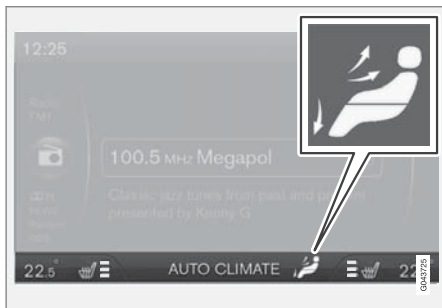 12:25
Radio
FM1
100.5 MHz Megapol
Classic jazz tunes from past and present
presented by Kenny G
22.5° AUTO CLIMATE 22
G043725